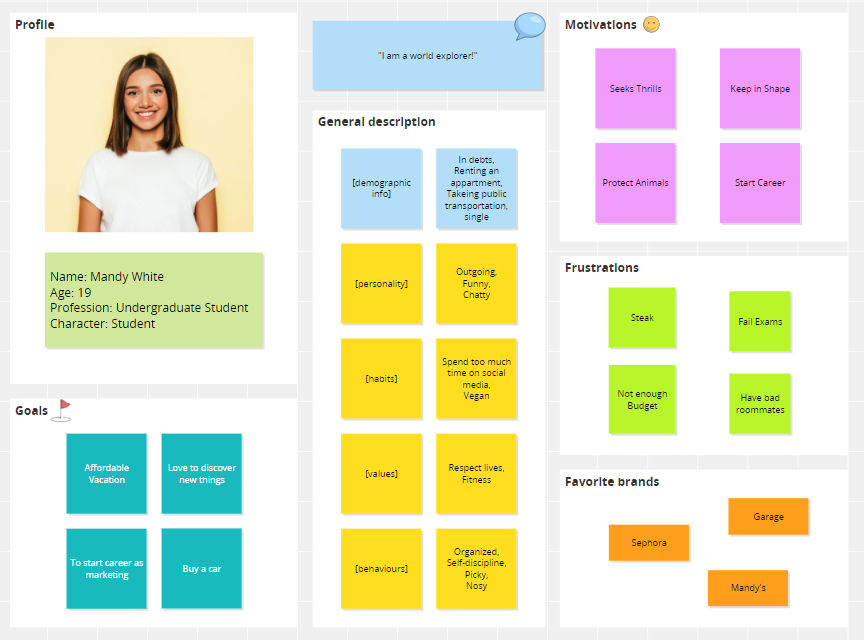 Profile
Name: Mandy White
Age: 19
Profession: Undergraduate Student
Character: Student
Goals
Affordable
Vacation
Love to discover
new things
To start career as
marketing
Buy a car
"I am a world explorer!"
General description
[demographic
info]
In debts,
Renting an
appartment,
Takeing public
transportation,
single
[personality]
Outgoing,
Funny,
Chatty
[habits]
Spend too much
time on social
media,
Vegan
[values]
Respect lives,
Fitness
[behaviours]
Organized,
Self-discipline,
Picky,
Nosy
Motivations
Seeks Thrills
Keep in Shape
Protect Animals
Start Career
Frustrations
Steak
Fail Exams
Not enough
Budget
Have bad
roommates
Favorite brands
Garage
Sephora
Mandy's